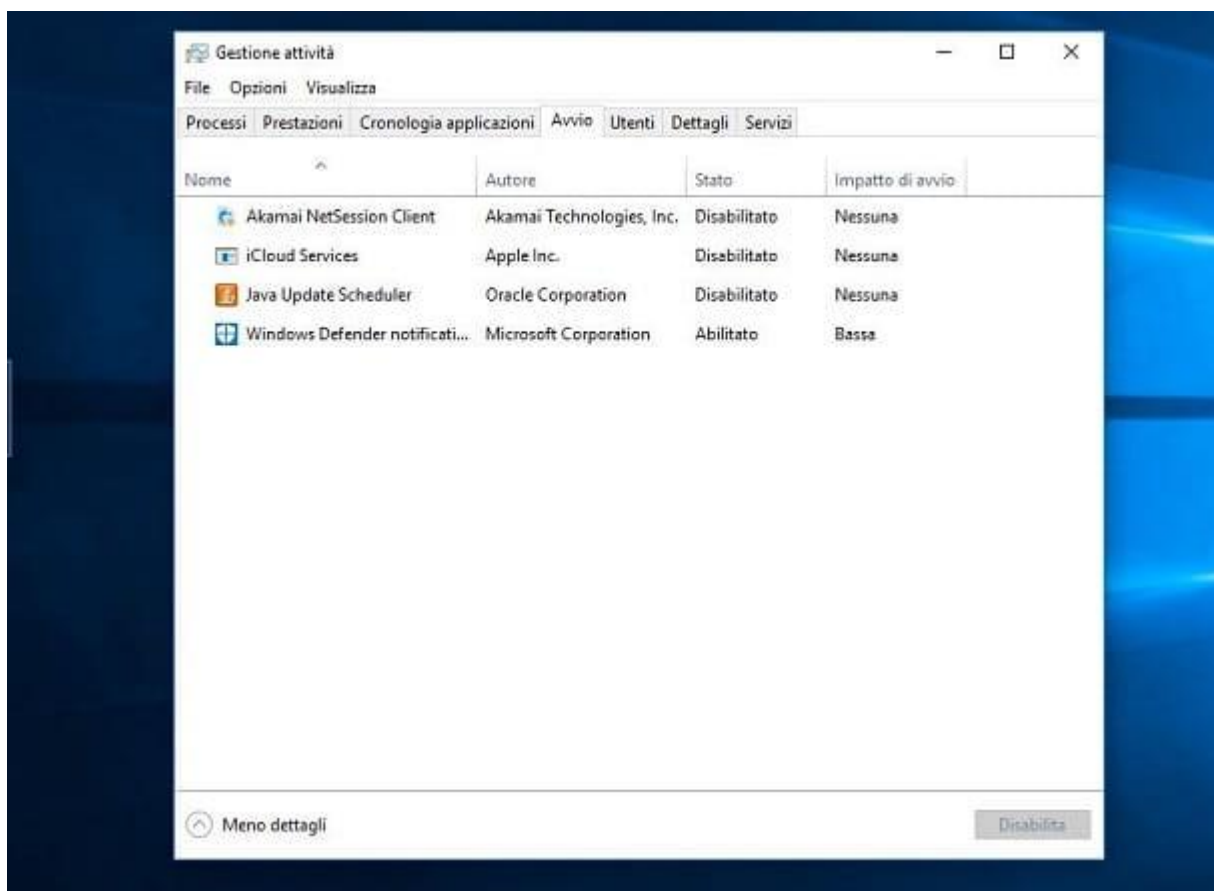 Gestione attività
File Opzioni Visualizza
Processi Prestazioni Cronologia applicazioni Avvio Utenti Dettagli Servizi
Nome Autore Stato Impatto di avvio
Akamai NetSession Client Akamai Technologies, Inc. Disabilitato Nessuna
iCloud Services Apple Inc. Disabilitato Nessuna
Java Update Scheduler Oracle Corporation Disabilitato Nessuna
Windows Defender notificati... Microsoft Corporation Abilitato Bassa
Meno dettagli Disabilita